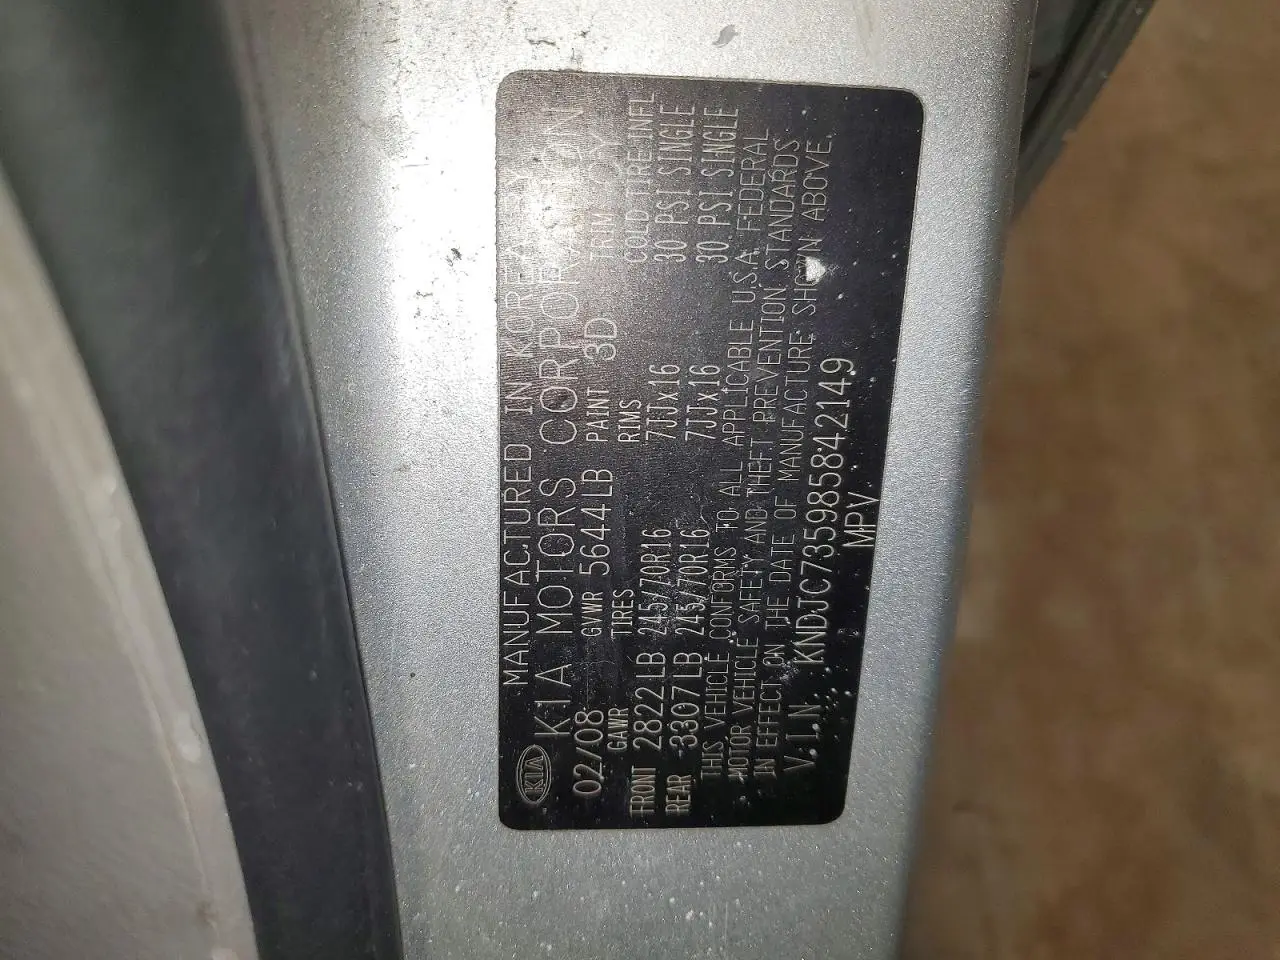 MANUFACTURED IN KOREA BY
KIA KIA MOTORS CORPORATION
02/08 GVWR 5644LB PAINT 3D TRIM
GAWR TIRES RIMS COLD TIRE INFL
FRONT 2822LB 245/70R16 7JJx16 30 PSI SINGLE
REAR 3307LB 245/70R16 7JJx16 30 PSI SINGLE
THIS VEHICLE CONFORMS TO ALL APPLICABLE U.S.A. FEDERAL
MOTOR VEHICLE SAFETY AND THEFT PREVENTION STANDARDS
IN EFFECT ON THE DATE OF MANUFACTURE SHOWN ABOVE.
V.I.N: KNDJC735985842149
MPV